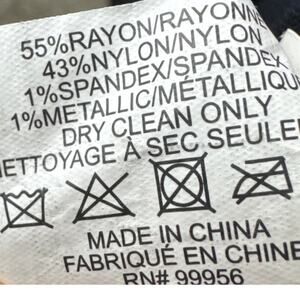 55%RAYON/RAYONNE
43%NYLON/NYLON
1%SPANDEX/SPANDEX
1%METALLIC/MÉTALLIQU
DRY CLEAN ONLY
NETTOYAGE À SEC SEULEM
MADE IN CHINA
FABRIQUÉ EN CHINE
RN# 99956